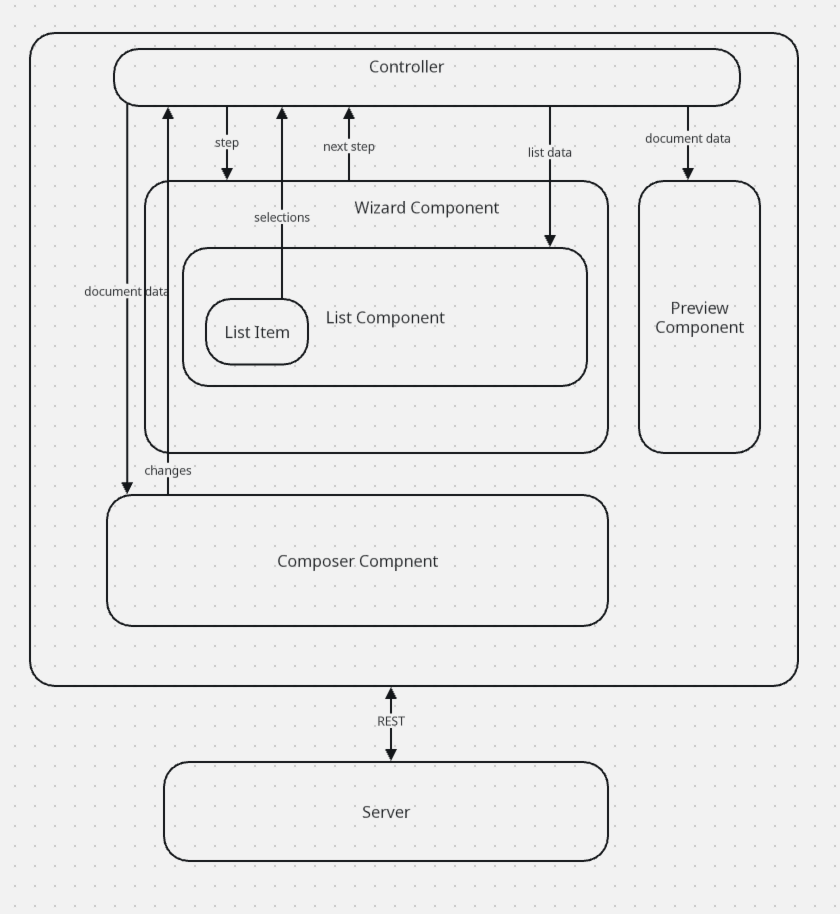 Controller
step
next step
list data
document data
Wizard Component
selections
document data
List Component
List Item
Preview
Component
changes
Composer Compnent
REST
Server